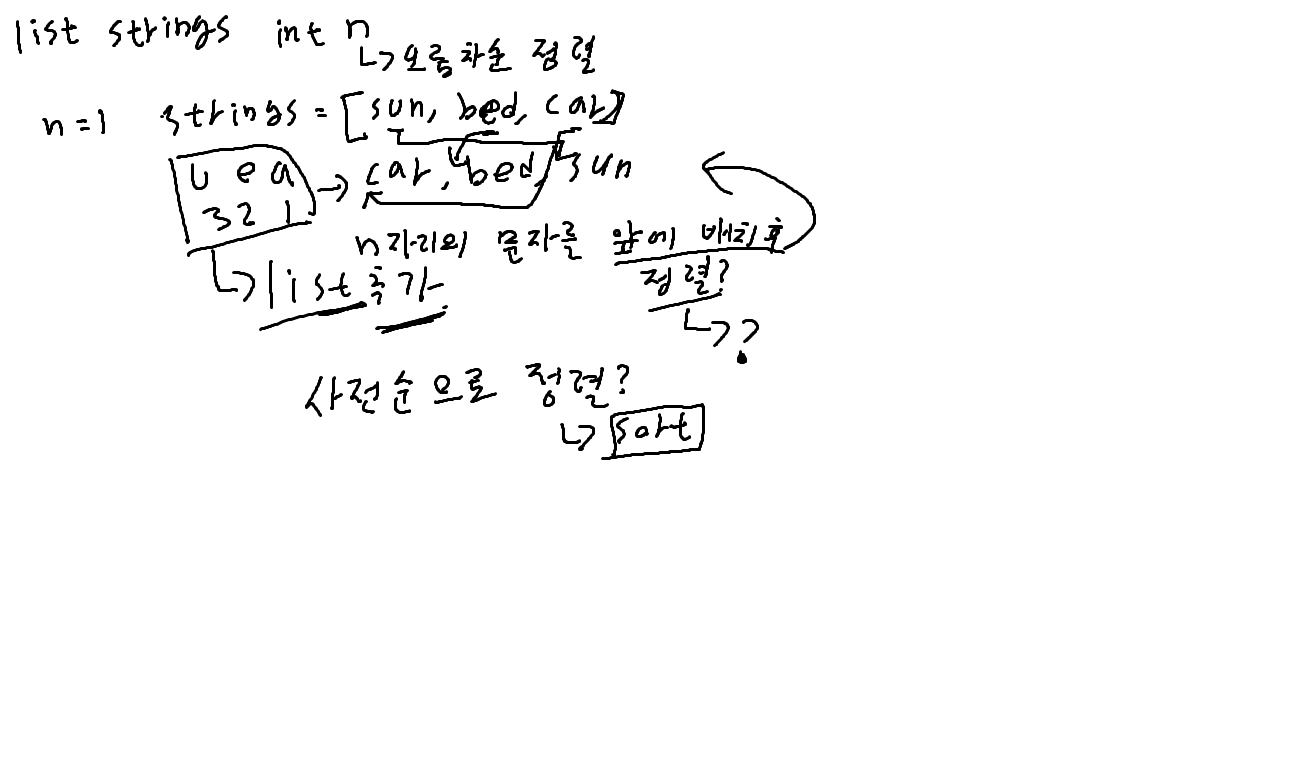 list strings int n
↳ 오름차순 정렬
n=1 strings = [sun, bed, car]
u e a → car, bed, sun
3 2 1
n자리의 문자를 앞에 배치후
↳ list 추가 정렬?
↳ ?
사전순으로 정렬?
↳ sort